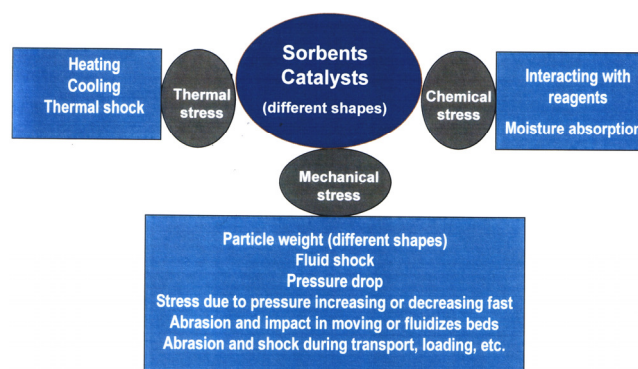 Sorbents
Catalysts
(different shapes)
Heating
Cooling
Thermal shock
Thermal
stress
Chemical
stress
Interacting with
reagents
Moisture absorption
Mechanical
stress
Particle weight (different shapes)
Fluid shock
Pressure drop
Stress due to pressure increasing or decreasing fast
Abrasion and impact in moving or fluidizes beds
Abrasion and shock during transport, loading, etc.